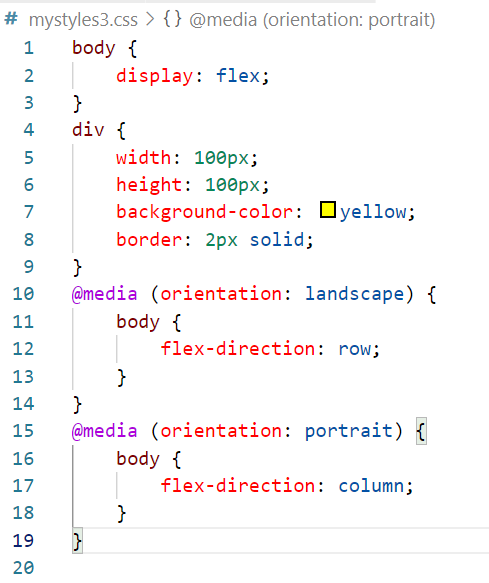 # mystyles3.css > {} @media (orientation: portrait)
1 body {
2     display: flex;
3 }
4 div {
5     width: 100px;
6     height: 100px;
7     background-color: yellow;
8     border: 2px solid;
9 }
10 @media (orientation: landscape) {
11     body {
12         flex-direction: row;
13     }
14 }
15 @media (orientation: portrait) {
16     body {
17         flex-direction: column;
18     }
19 }
20